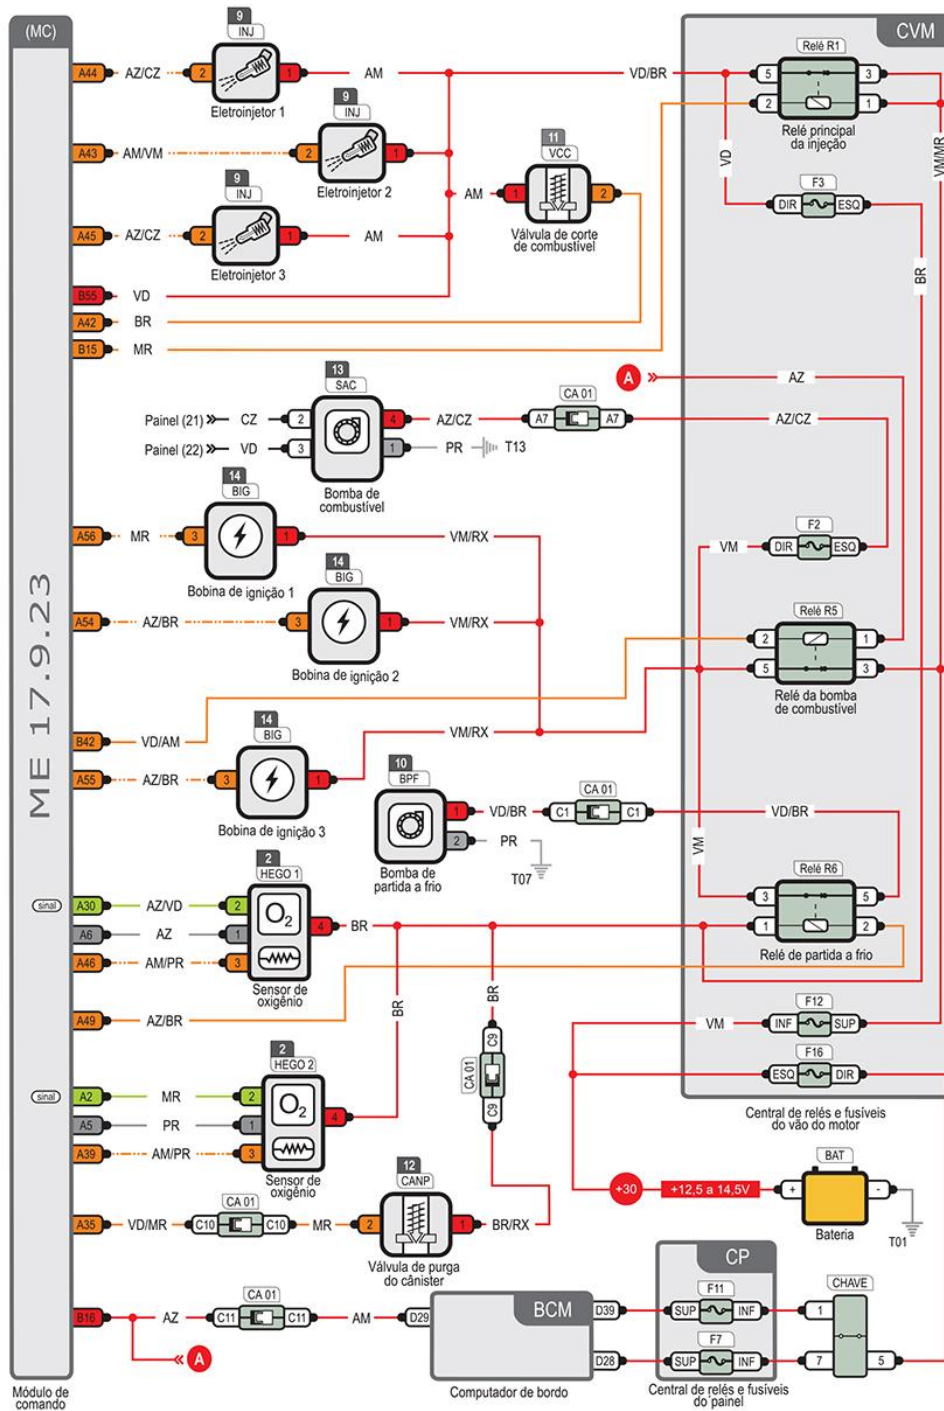 (MC)
CVM
9
INJ
A44
AZ/CZ
2
1
AM
VD/BR
Relé R1
5
3
2
1
Relé principal
da injeção
Eletroinjetor 1
9
INJ
A43
AM/VM
2
1
Eletroinjetor 2
11
VCC
AM
1
2
Válvula de corte
de combustível
VD
VM/MR
F3
DIR
ESQ
9
INJ
A45
AZ/CZ
2
1
AM
Eletroinjetor 3
BR
B55
VD
A42
BR
B15
MR
A
AZ
13
SAC
Painel (21)
CZ
2
4
AZ/CZ
CA 01
A7
A7
AZ/CZ
Painel (22)
VD
3
1
PR
T13
Bomba de
combustível
14
BIG
A56
MR
3
1
VM/RX
Bobina de ignição 1
F2
VM
DIR
ESQ
14
BIG
A54
AZ/BR
3
1
VM/RX
Bobina de ignição 2
Relé R5
2
1
5
3
Relé da bomba
de combustível
ME 17.9.23
B42
VD/AM
14
BIG
VM/RX
A55
AZ/BR
3
1
Bobina de ignição 3
10
BPF
1
VD/BR
CA 01
C1
C1
VD/BR
2
PR
T07
Bomba de
partida a frio
VM
Relé R6
3
5
1
2
Relé de partida a frio
2
HEGO 1
sinal
A30
AZ/VD
2
A6
AZ
1
4
BR
A46
AM/PR
3
Sensor de
oxigênio
BR
BR
A49
AZ/BR
C9
CA 01
C9
VM
F12
INF
SUP
F16
ESQ
DIR
Central de relés e fusíveis
do vão do motor
2
HEGO 2
sinal
A2
MR
2
A5
PR
1
4
A39
AM/PR
3
Sensor de
oxigênio
BAT
+30
+12,5 a 14,5V
+
-
Bateria
T01
12
CANP
A35
VD/MR
CA 01
C10
C10
MR
2
1
BR/RX
Válvula de purga
do cânister
B16
AZ
CA 01
C11
C11
AM
D29
BCM
D39
D28
Computador de bordo
A
CP
F11
SUP
INF
F7
SUP
INF
Central de relés e fusíveis
do painel
CHAVE
1
7
5
Módulo de
comando